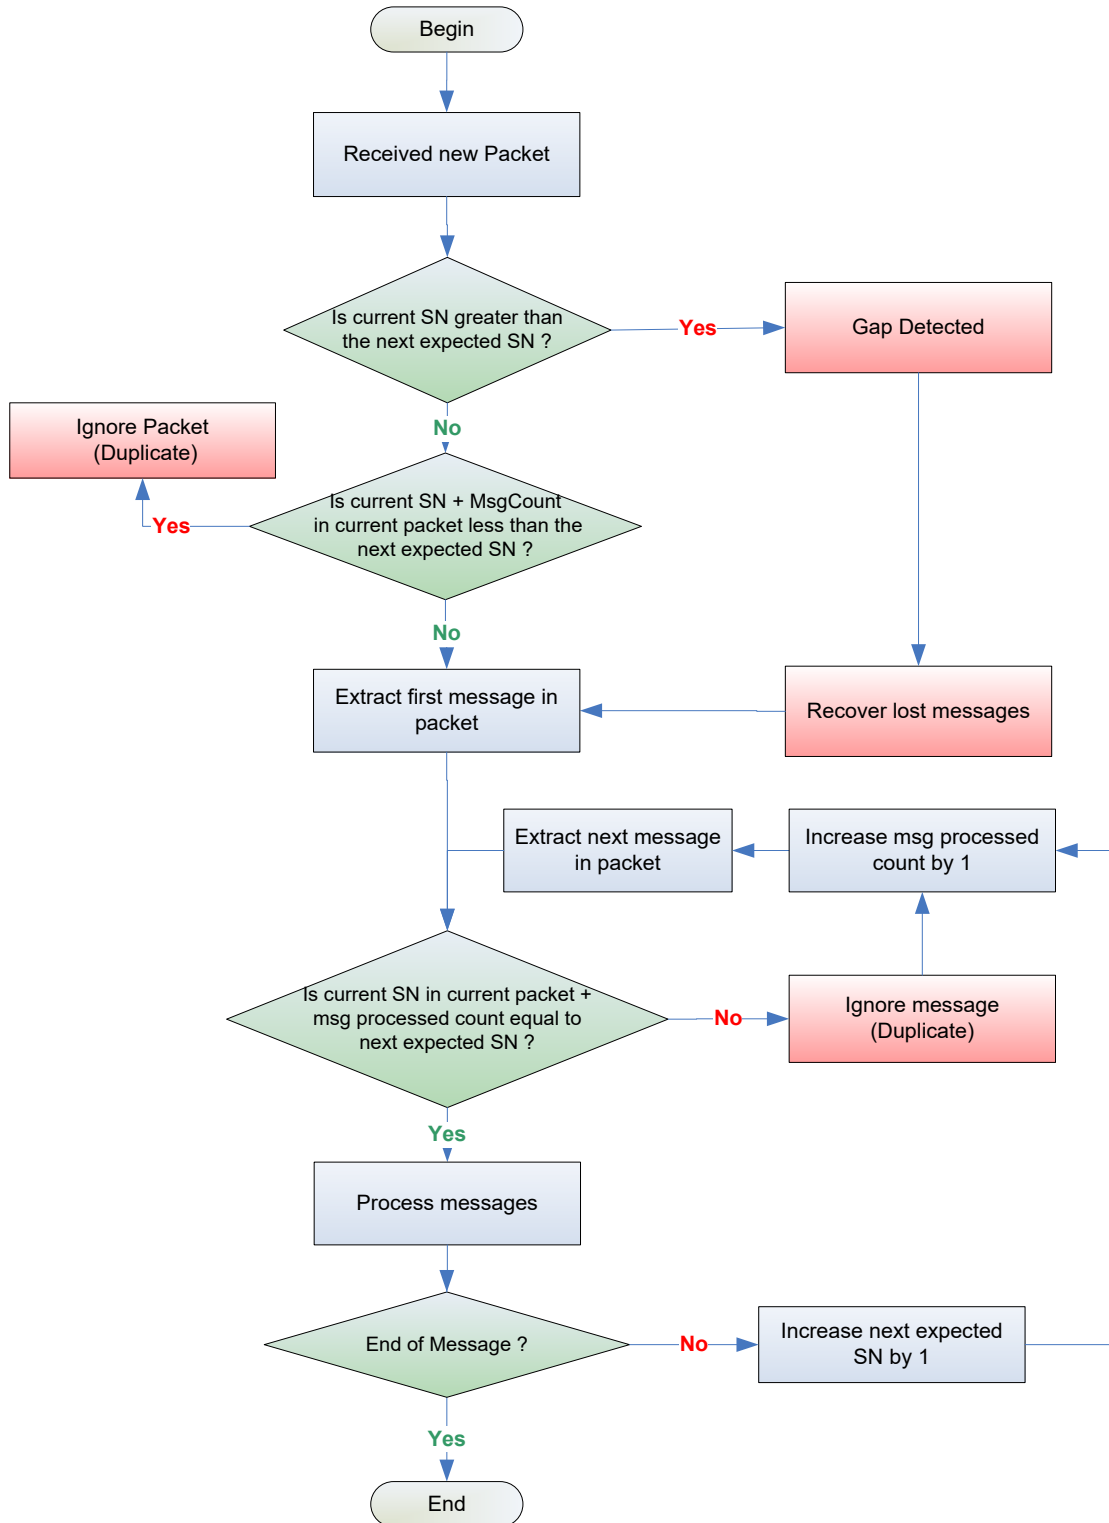 Begin
Received new Packet
Is current SN greater than
the next expected SN ?
Yes
Gap Detected
No
Ignore Packet
(Duplicate)
Is current SN + MsgCount
in current packet less than the
next expected SN ?
Yes
No
Extract first message in
packet
Recover lost messages
Extract next message
in packet
Increase msg processed
count by 1
Is current SN in current packet +
msg processed count equal to
next expected SN ?
No
Ignore message
(Duplicate)
Yes
Process messages
End of Message ?
No
Increase next expected
SN by 1
Yes
End